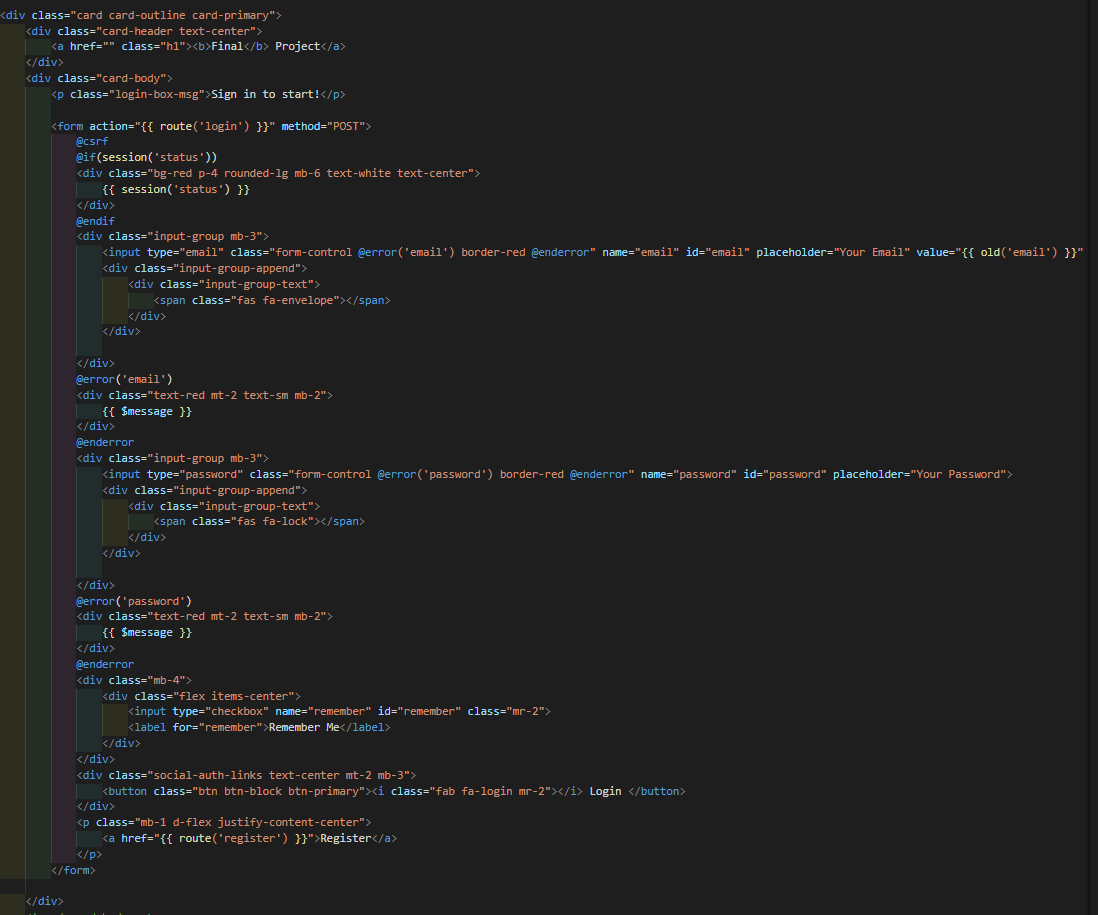 <div class="card card-outline card-primary">
<div class="card-header text-center">
<a href="" class="h1"><b>Final</b> Project</a>
</div>
<div class="card-body">
<p class="login-box-msg">Sign in to start!</p>
<form action="{{ route('login') }}" method="POST">
@csrf
@if(session('status'))
<div class="bg-red p-4 rounded-lg mb-6 text-white text-center">
{{ session('status') }}
</div>
@endif
<div class="input-group mb-3">
<input type="email" class="form-control @error('email') border-red @enderror" name="email" id="email" placeholder="Your Email" value="{{ old('email') }}"
<div class="input-group-append">
<div class="input-group-text">
<span class="fas fa-envelope"></span>
</div>
</div>
</div>
@error('email')
<div class="text-red mt-2 text-sm mb-2">
{{ $message }}
</div>
@enderror
<div class="input-group mb-3">
<input type="password" class="form-control @error('password') border-red @enderror" name="password" id="password" placeholder="Your Password">
<div class="input-group-append">
<div class="input-group-text">
<span class="fas fa-lock"></span>
</div>
</div>
</div>
@error('password')
<div class="text-red mt-2 text-sm mb-2">
{{ $message }}
</div>
@enderror
<div class="mb-4">
<div class="flex items-center">
<input type="checkbox" name="remember" id="remember" class="mr-2">
<label for="remember">Remember Me</label>
</div>
</div>
<div class="social-auth-links text-center mt-2 mb-3">
<button class="btn btn-block btn-primary"><i class="fab fa-login mr-2"></i> Login </button>
</div>
<p class="mb-1 d-flex justify-content-center">
<a href="{{ route('register') }}">Register</a>
</p>
</form>
</div>